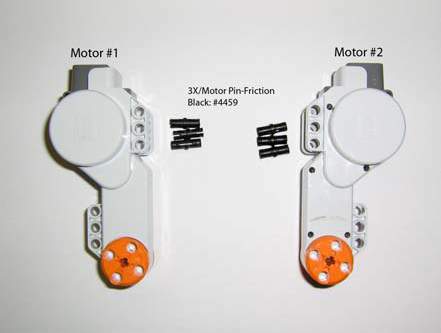 Motor #1
Motor #2
3X/Motor Pin-Friction
Black: #4459